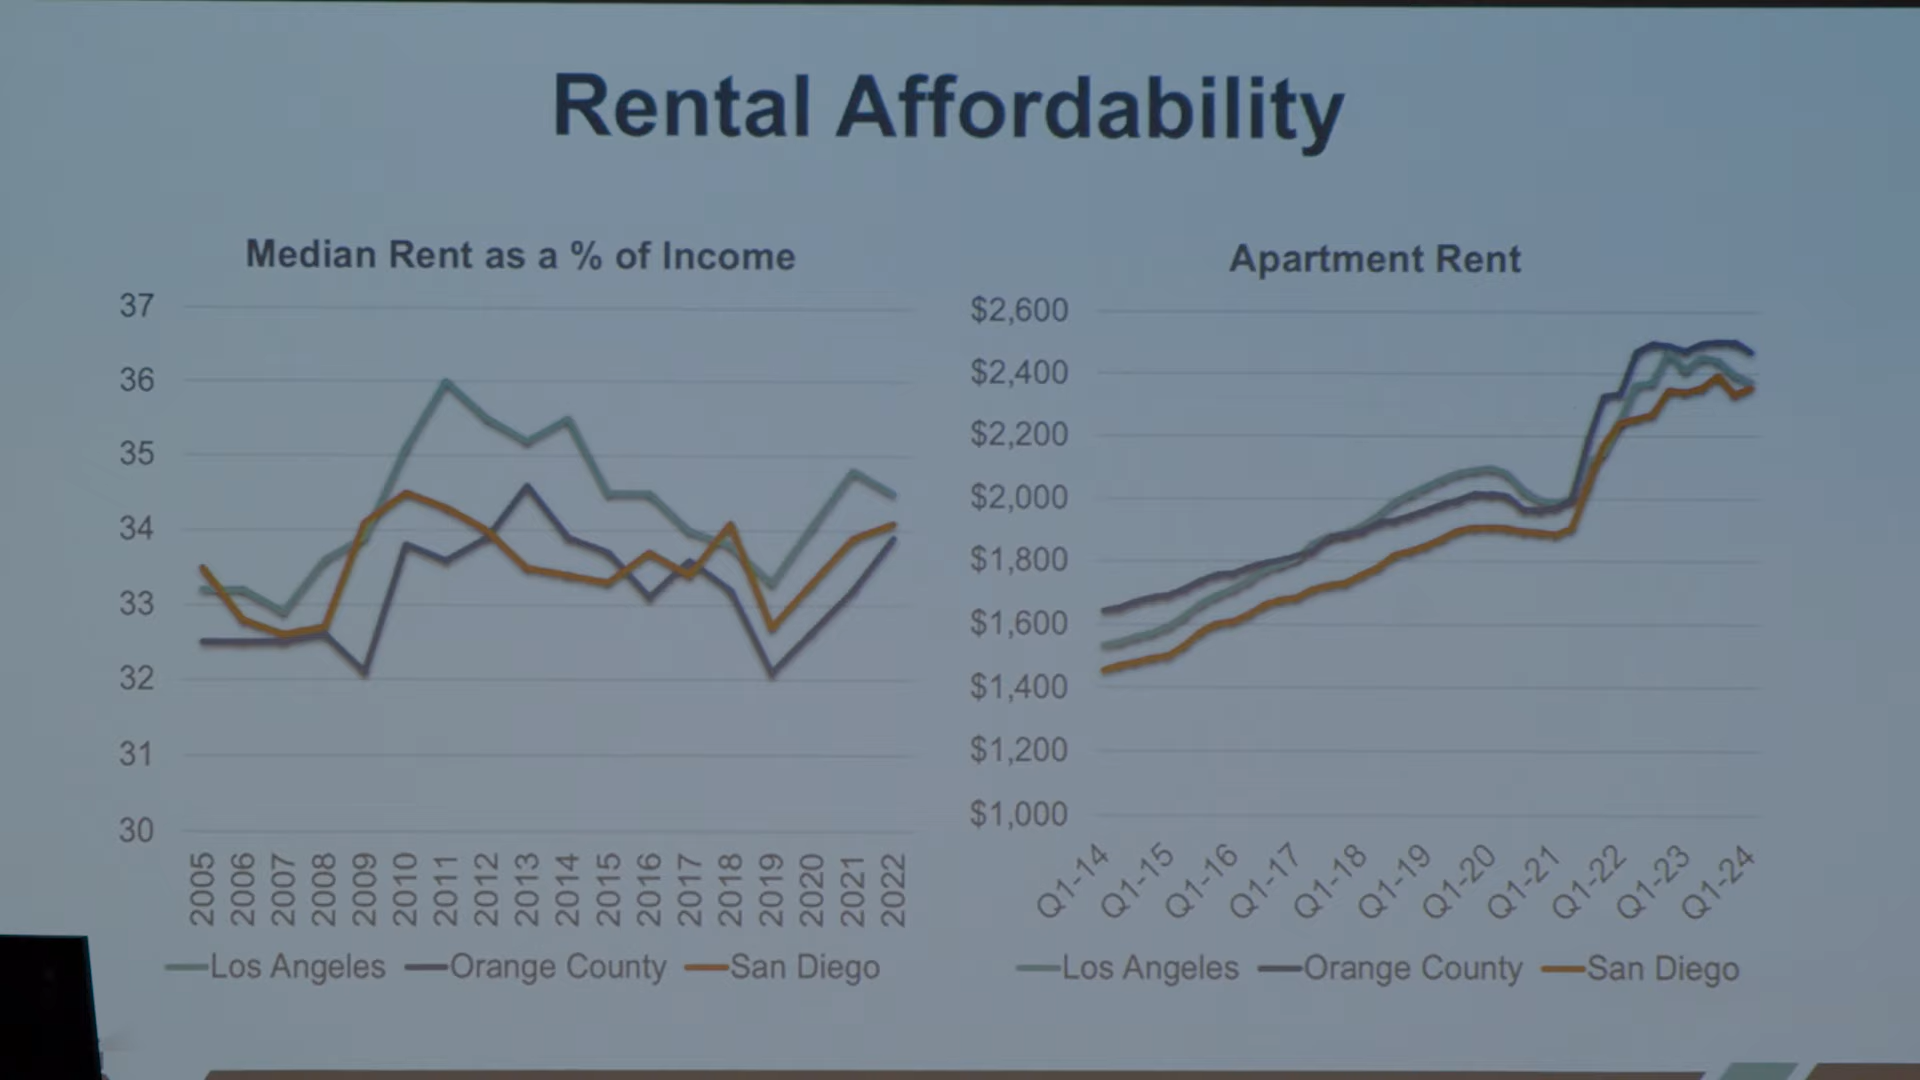 Rental Affordability
Median Rent as a % of Income
37
36
35
34
33
32
31
30
2005 2006 2007 2008 2009 2010 2011 2012 2013 2014 2015 2016 2017 2018 2019 2020 2021 2022
Los Angeles Orange County San Diego
Apartment Rent
$2,600
$2,400
$2,200
$2,000
$1,800
$1,600
$1,400
$1,200
$1,000
Q1-14 Q1-15 Q1-16 Q1-17 Q1-18 Q1-19 Q1-20 Q1-21 Q1-22 Q1-23 Q1-24
Los Angeles Orange County San Diego